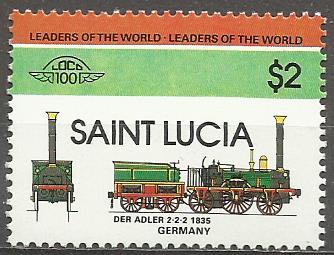 LEADERS OF THE WORLD · LEADERS OF THE WORLD
LOCO
100
$2
SAINT LUCIA
DER ADLER 2-2-2 1835
GERMANY